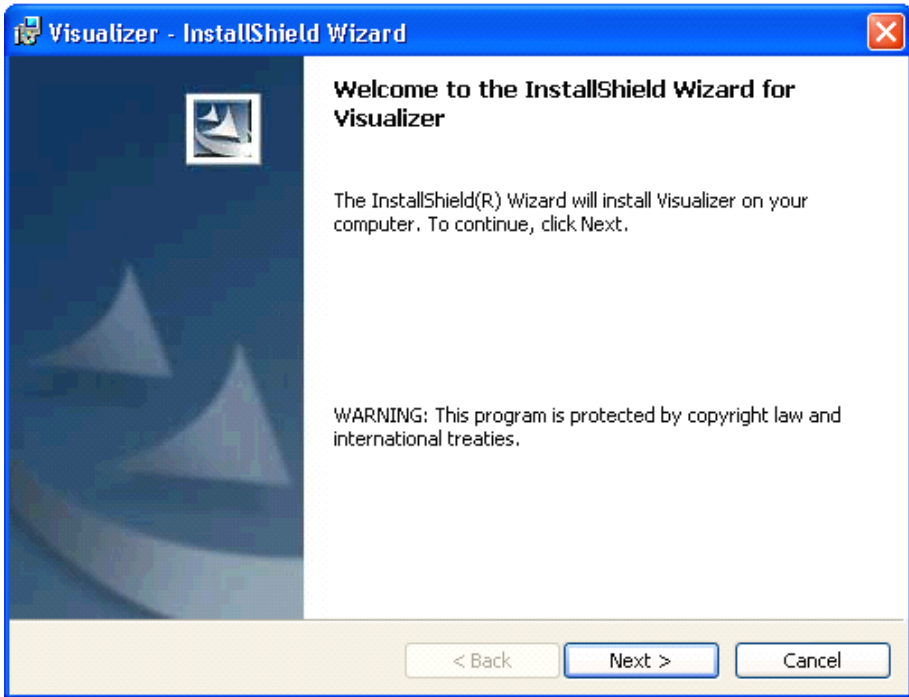 Visualizer - InstallShield Wizard
Welcome to the InstallShield Wizard for
Visualizer
The InstallShield(R) Wizard will install Visualizer on your
computer. To continue, click Next.
WARNING: This program is protected by copyright law and
international treaties.
< Back
Next >
Cancel